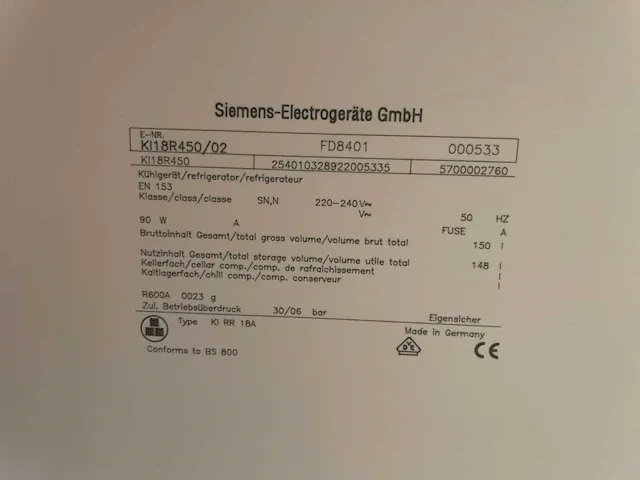 Siemens-Electrogeräte GmbH
E-NR.
KI18R450/02 FD8401 000533
KI18R450 254010328922005335 5700002760
Kühlgerät/refrigerator/refrigerateur
EN 153
Klasse/class/classe SN,N 220-240V~
V~ 50 HZ
90 W A FUSE A
Bruttoinhalt Gesamt/total gross volume/volume brut total 150 l
Nutzinhalt Gesamt/total storage volume/volume utile total 148 l
Kellerfach/cellar comp./comp. de rafraichissement l
Kaltlagerfach/chill comp./comp. conserveur l
R600A 0023 g
Zul. Betriebsüberdruck 30/06 bar Eigensicher
Type KI RR 18A Made in Germany
Conforms to BS 800 DVE CE